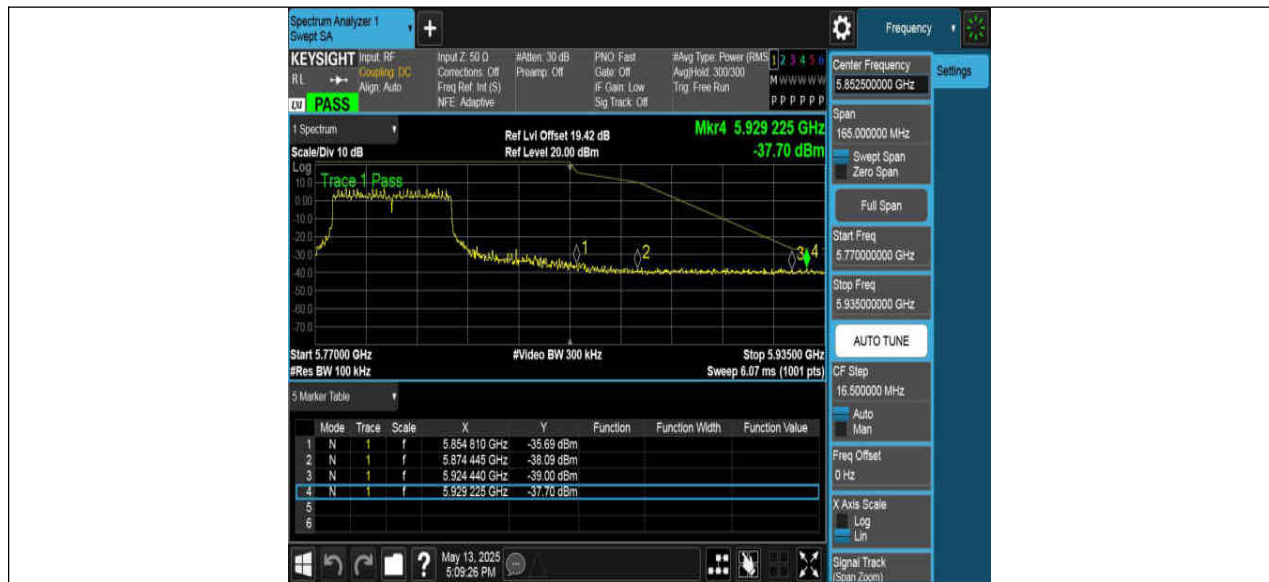 Spectrum Analyzer 1
Swept SA
+
Frequency
KEYSIGHT Input: RF
RL Coupling: DC
Align: Auto
Input Z: 50 Ω
Corrections: Off
Freq Ref: Int (S)
NFE: Adaptive
#Atten: 30 dB
Preamp: Off
PNO: Fast
Gate: Off
IF Gain: Low
Sig Track: Off
#Avg Type: Power (RMS
Avg|Hold: 300/300
Trig: Free Run
1 2 3 4 5 6
M W W W W W
P P P P P P
LXI PASS
1 Spectrum
Scale/Div 10 dB
Ref Lvl Offset 19.42 dB
Ref Level 20.00 dBm
Mkr4 5.929 225 GHz
-37.70 dBm
Log
Trace 1 Pass
10.0
0.00
-10.0
-20.0
-30.0
-40.0
-50.0
-60.0
-70.0
1
2
3
4
Start 5.77000 GHz
#Res BW 100 kHz
#Video BW 300 kHz
Stop 5.93500 GHz
Sweep 6.07 ms (1001 pts)
5 Marker Table
Mode Trace Scale X Y Function Function Width Function Value
1 N 1 f 5.854 810 GHz -35.69 dBm
2 N 1 f 5.874 445 GHz -38.09 dBm
3 N 1 f 5.924 440 GHz -39.00 dBm
4 N 1 f 5.929 225 GHz -37.70 dBm
5
6
May 13, 2025
5:09:26 PM
?
Center Frequency
5.852500000 GHz
Settings
Span
165.000000 MHz
Swept Span
Zero Span
Full Span
Start Freq
5.770000000 GHz
Stop Freq
5.935000000 GHz
AUTO TUNE
CF Step
16.500000 MHz
Auto
Man
Freq Offset
0 Hz
X Axis Scale
Log
Lin
Signal Track
(Span Zoom)